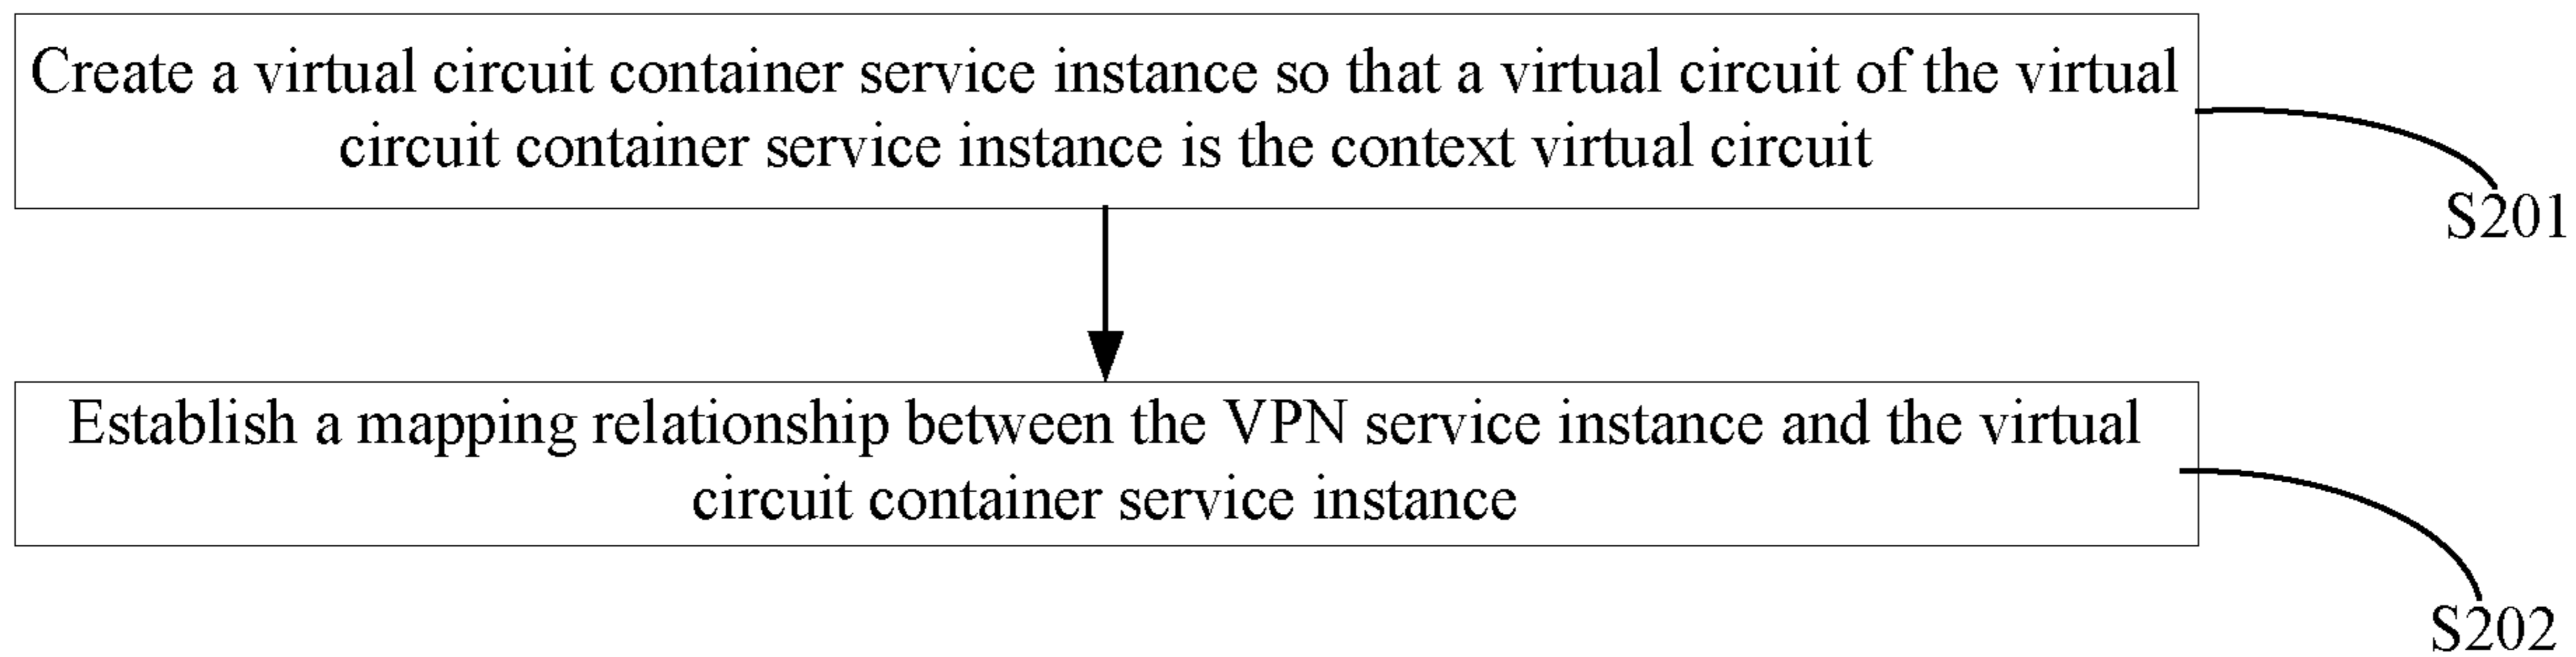 Create a virtual circuit container service instance so that a virtual circuit of the virtual
circuit container service instance is the context virtual circuit
S201
Establish a mapping relationship between the VPN service instance and the virtual
circuit container service instance
S202